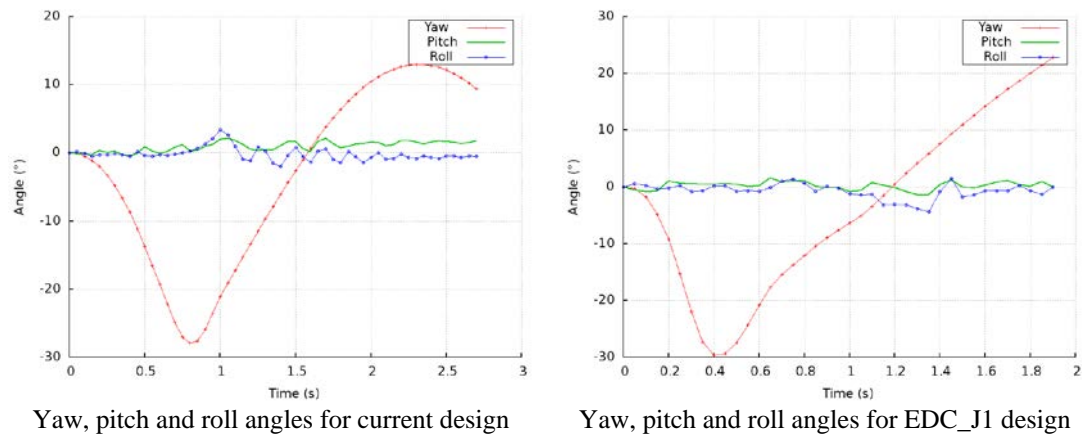 20
10
0
-10
-20
-30
Angle (°)
0
0.5
1
1.5
2
2.5
3
Time (s)
Yaw
Pitch
Roll
Yaw, pitch and roll angles for current design
30
20
10
0
-10
-20
-30
Angle (°)
0
0.2
0.4
0.6
0.8
1
1.2
1.4
1.6
1.8
2
Time (s)
Yaw
Pitch
Roll
Yaw, pitch and roll angles for EDC_J1 design